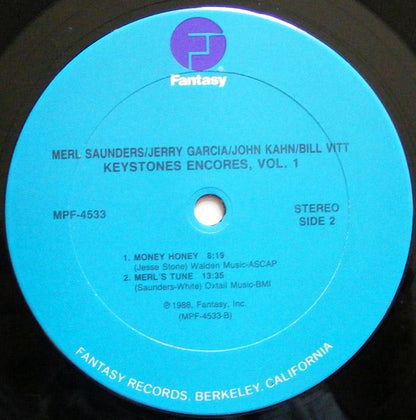 Fantasy
MERL SAUNDERS/JERRY GARCIA/JOHN KAHN/BILL VITT
KEYSTONES ENCORES, VOL. 1
MPF-4533
STEREO
SIDE 2
1. MONEY HONEY 8:19
(Jesse Stone) Walden Music-ASCAP
2. MERL'S TUNE 13:35
(Saunders-White) Oxtail Music-BMI
℗ 1988, Fantasy, Inc.
(MPF-4533-B)
FANTASY RECORDS, BERKELEY, CALIFORNIA